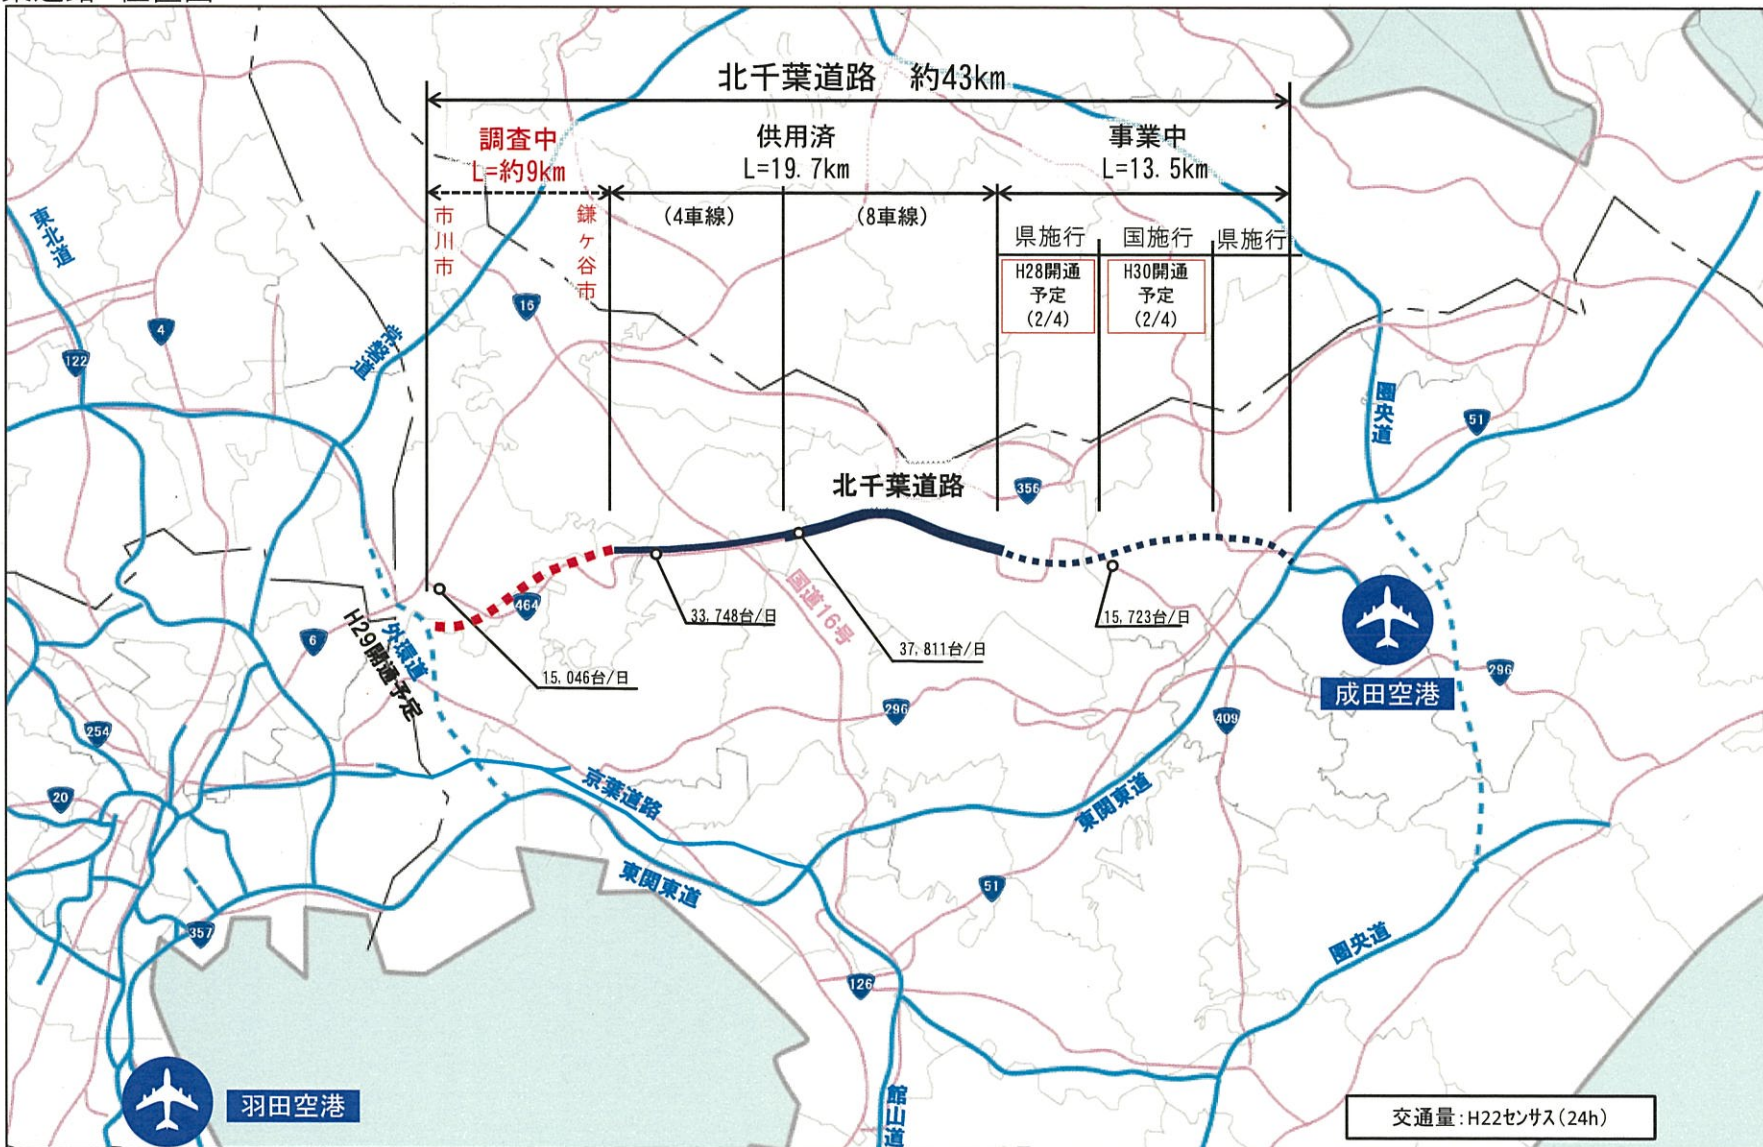 北千葉道路　約43km
調査中
L=約9km
供用済
L=19.7km
事業中
L=13.5km
市川市
鎌ヶ谷市
(4車線)
(8車線)
県施行
国施行
県施行
H28開通
予定
(2/4)
H30開通
予定
(2/4)
東北道
常磐道
16
4
122
圏央道
51
北千葉道路
356
国道16号
464
33,748台/日
37,811台/日
15,723台/日
15,046台/日
6
外環道
H29開通予定
成田空港
296
296
409
254
20
京葉道路
東関東道
東関東道
51
357
126
圏央道
館山道
羽田空港
交通量:H22センサス(24h)